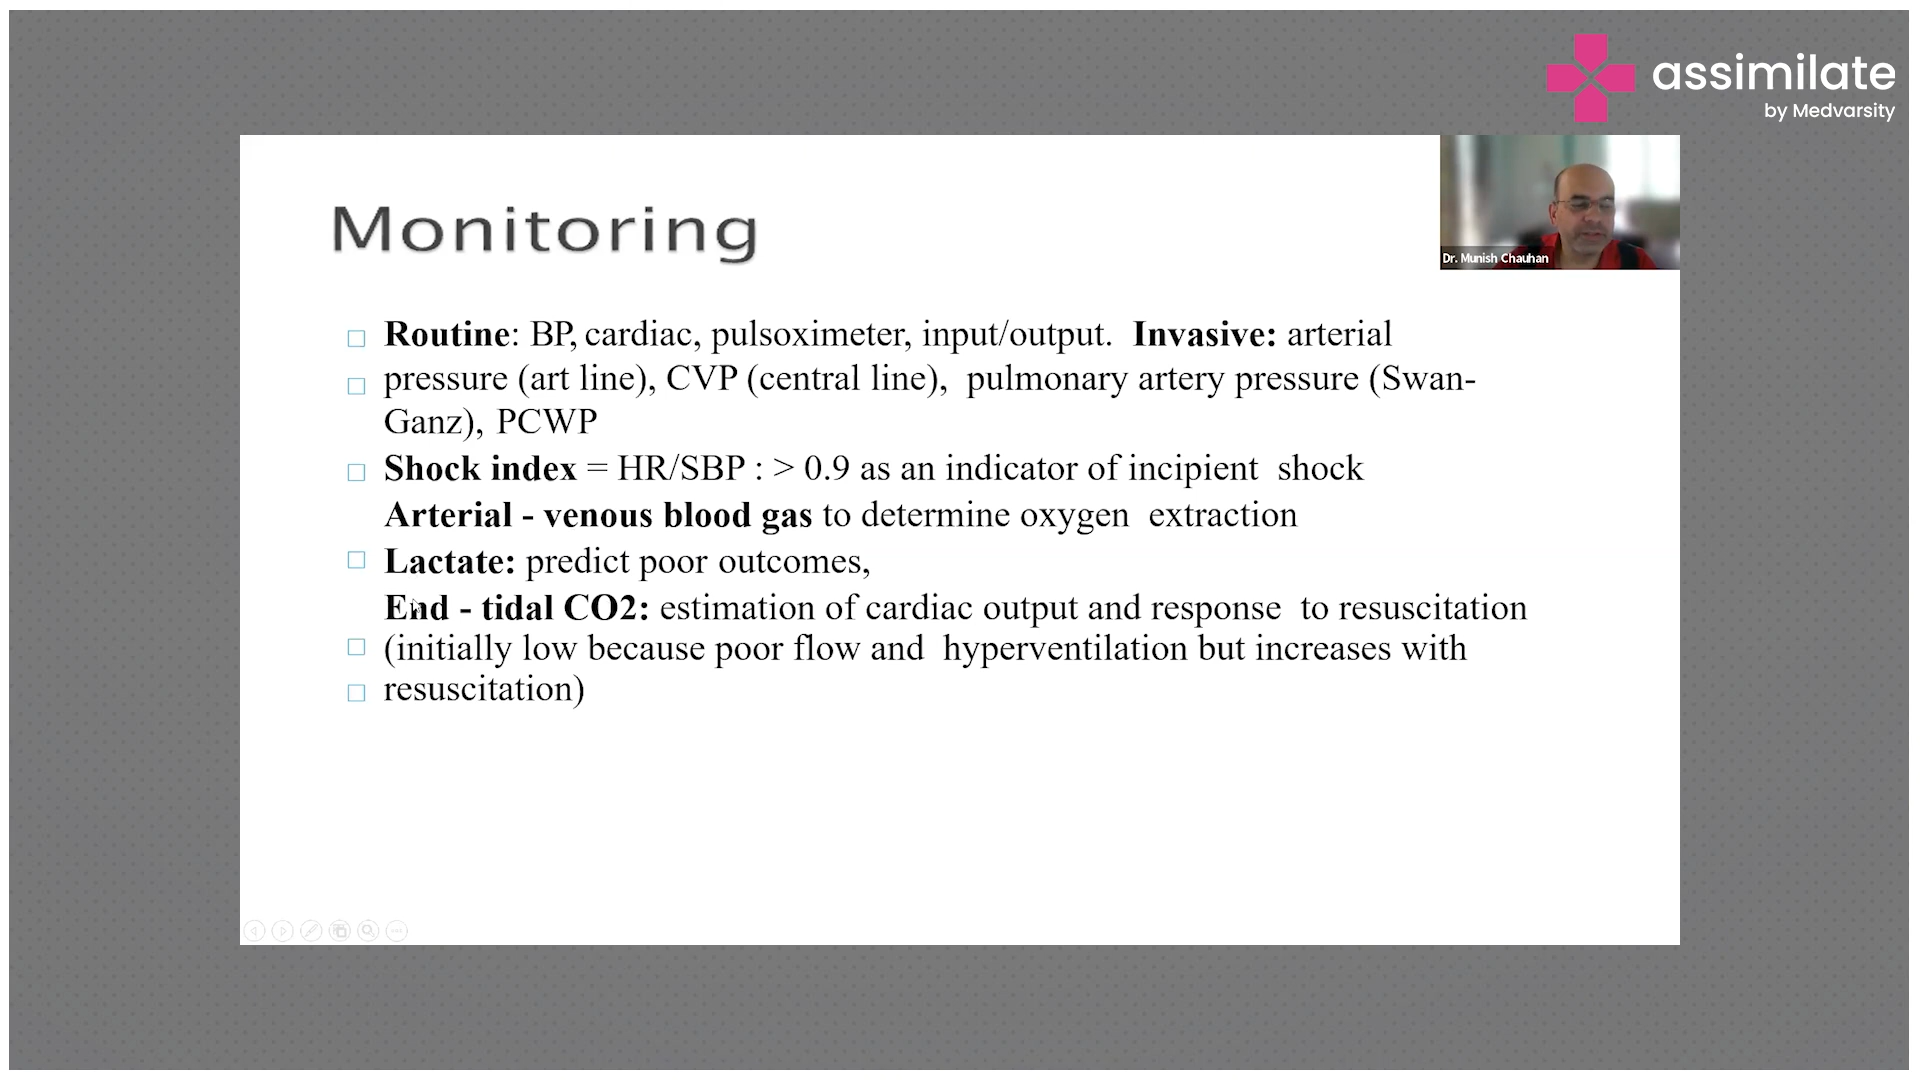 assimilate
by Medvarsity
Monitoring
Dr. Munish Chauhan
Routine: BP, cardiac, pulsoximeter, input/output. Invasive: arterial
pressure (art line), CVP (central line), pulmonary artery pressure (Swan-
Ganz), PCWP
Shock index = HR/SBP : > 0.9 as an indicator of incipient shock
Arterial - venous blood gas to determine oxygen extraction
Lactate: predict poor outcomes,
End - tidal CO2: estimation of cardiac output and response to resuscitation
(initially low because poor flow and hyperventilation but increases with
resuscitation)